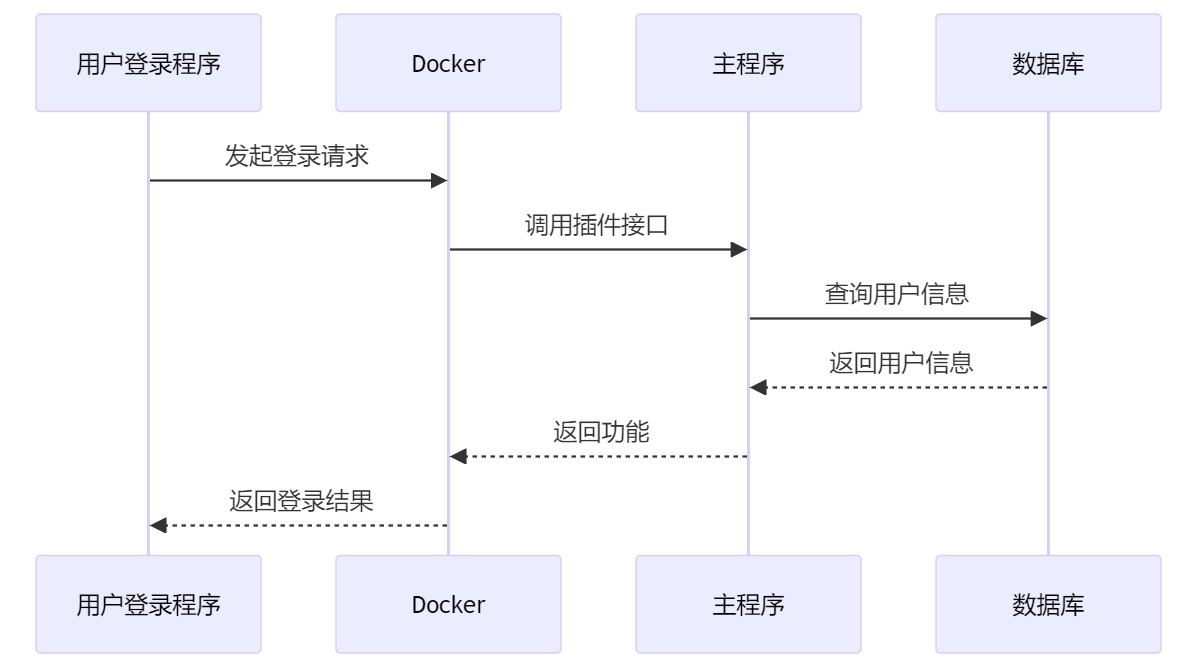 用户登录程序
Docker
主程序
数据库
发起登录请求
调用插件接口
查询用户信息
返回用户信息
返回功能
返回登录结果
用户登录程序
Docker
主程序
数据库